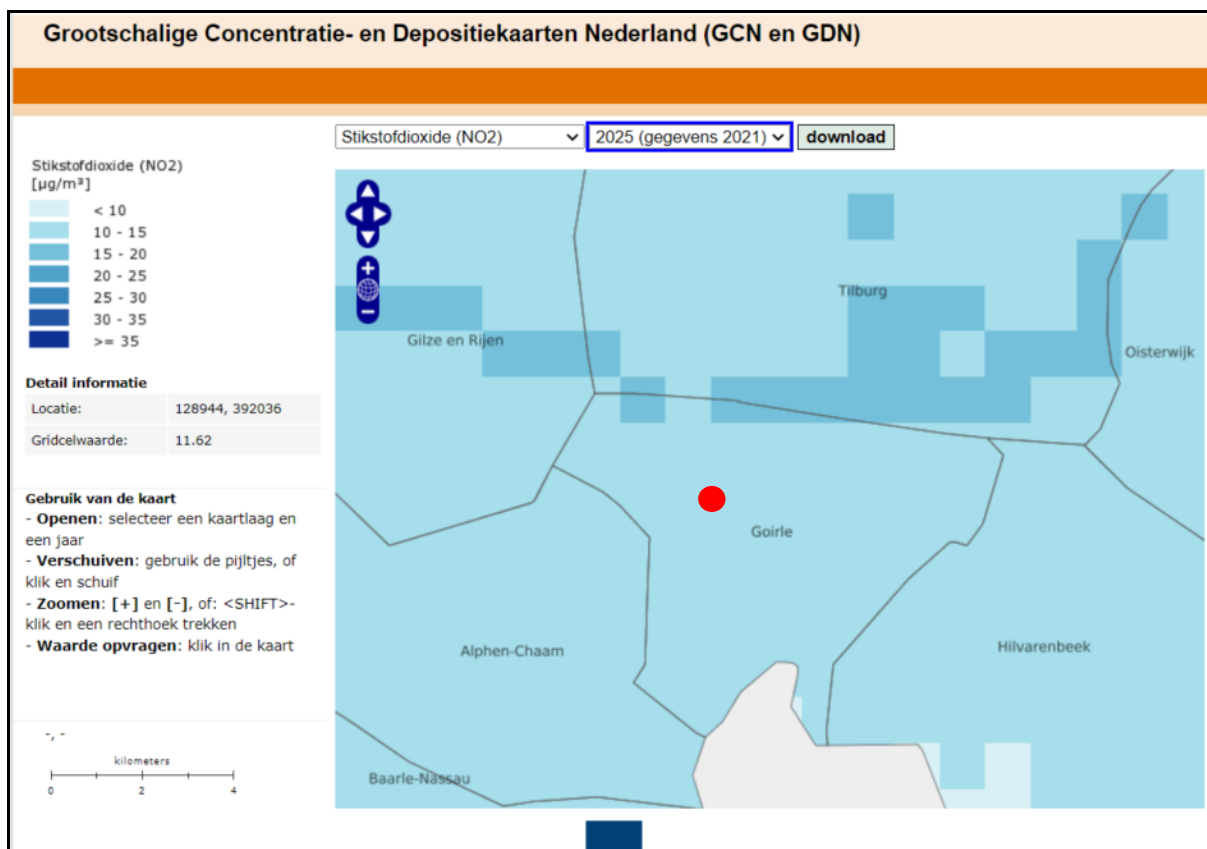 Grootschalige Concentratie- en Depositiekaarten Nederland (GCN en GDN)
Stikstofdioxide (NO2)
2025 (gegevens 2021)
download
Stikstofdioxide (NO2)
[µg/m³]
< 10
10 - 15
15 - 20
20 - 25
25 - 30
30 - 35
>= 35
Detail informatie
Locatie: 128944, 392036
Gridcelwaarde: 11.62
Gebruik van de kaart
- Openen: selecteer een kaartlaag en
een jaar
- Verschuiven: gebruik de pijltjes, of
klik en schuif
- Zoomen: [+] en [-], of: <SHIFT>-
klik en een rechthoek trekken
- Waarde opvragen: klik in de kaart
-, -
kilometers
0 2 4
Tilburg
Gilze en Rijen
Oisterwijk
Goirle
Alphen-Chaam
Hilvarenbeek
Baarle-Nassau